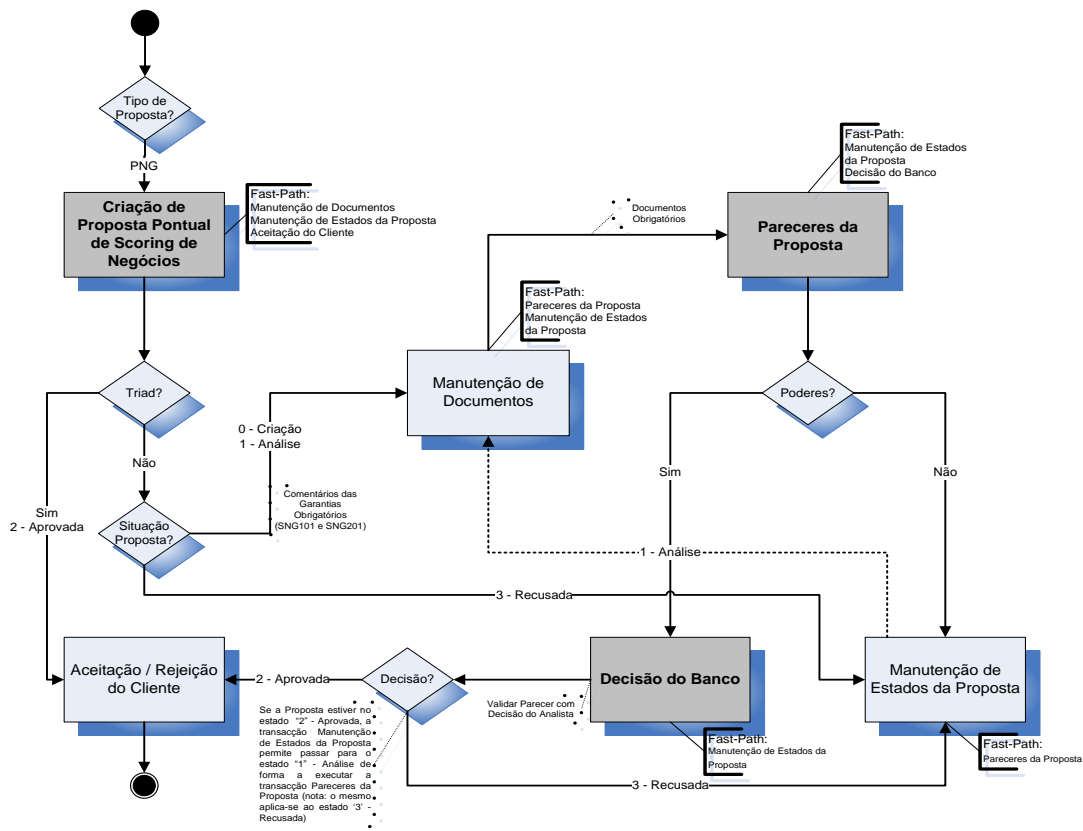 Tipo de
Proposta?
PNG
Criação de
Proposta Pontual
de Scoring de
Negócios
Fast-Path:
Manutenção de Documentos
Manutenção de Estados da Proposta
Aceitação do Cliente
Fast-Path:
Manutenção de Estados
da Proposta
Decisão do Banco
Documentos
Obrigatórios
Pareceres da
Proposta
Fast-Path:
Pareceres da Proposta
Manutenção de Estados
da Proposta
Manutenção de
Documentos
Triad?
Poderes?
0 - Criação
1 - Análise
Não
Sim
Não
Comentários das
Garantias
Obrigatórios
(SNG101 e SNG201)
Sim
2 - Aprovada
Situação
Proposta?
1 - Análise
3 - Recusada
Aceitação / Rejeição
do Cliente
2 - Aprovada
Decisão?
Decisão do Banco
Manutenção de
Estados da Proposta
Validar Parecer com
Decisão do Analista
Se a Proposta estiver no
estado "2" - Aprovada, a
transacção Manutenção
de Estados da Proposta
permite passar para o
estado "1" - Análise de
forma a executar a
transacção Pareceres da
Proposta (nota: o mesmo
aplica-se ao estado '3' -
Recusada)
Fast-Path:
Manutenção de Estados da
Proposta
Fast-Path:
Pareceres da Proposta
3 - Recusada